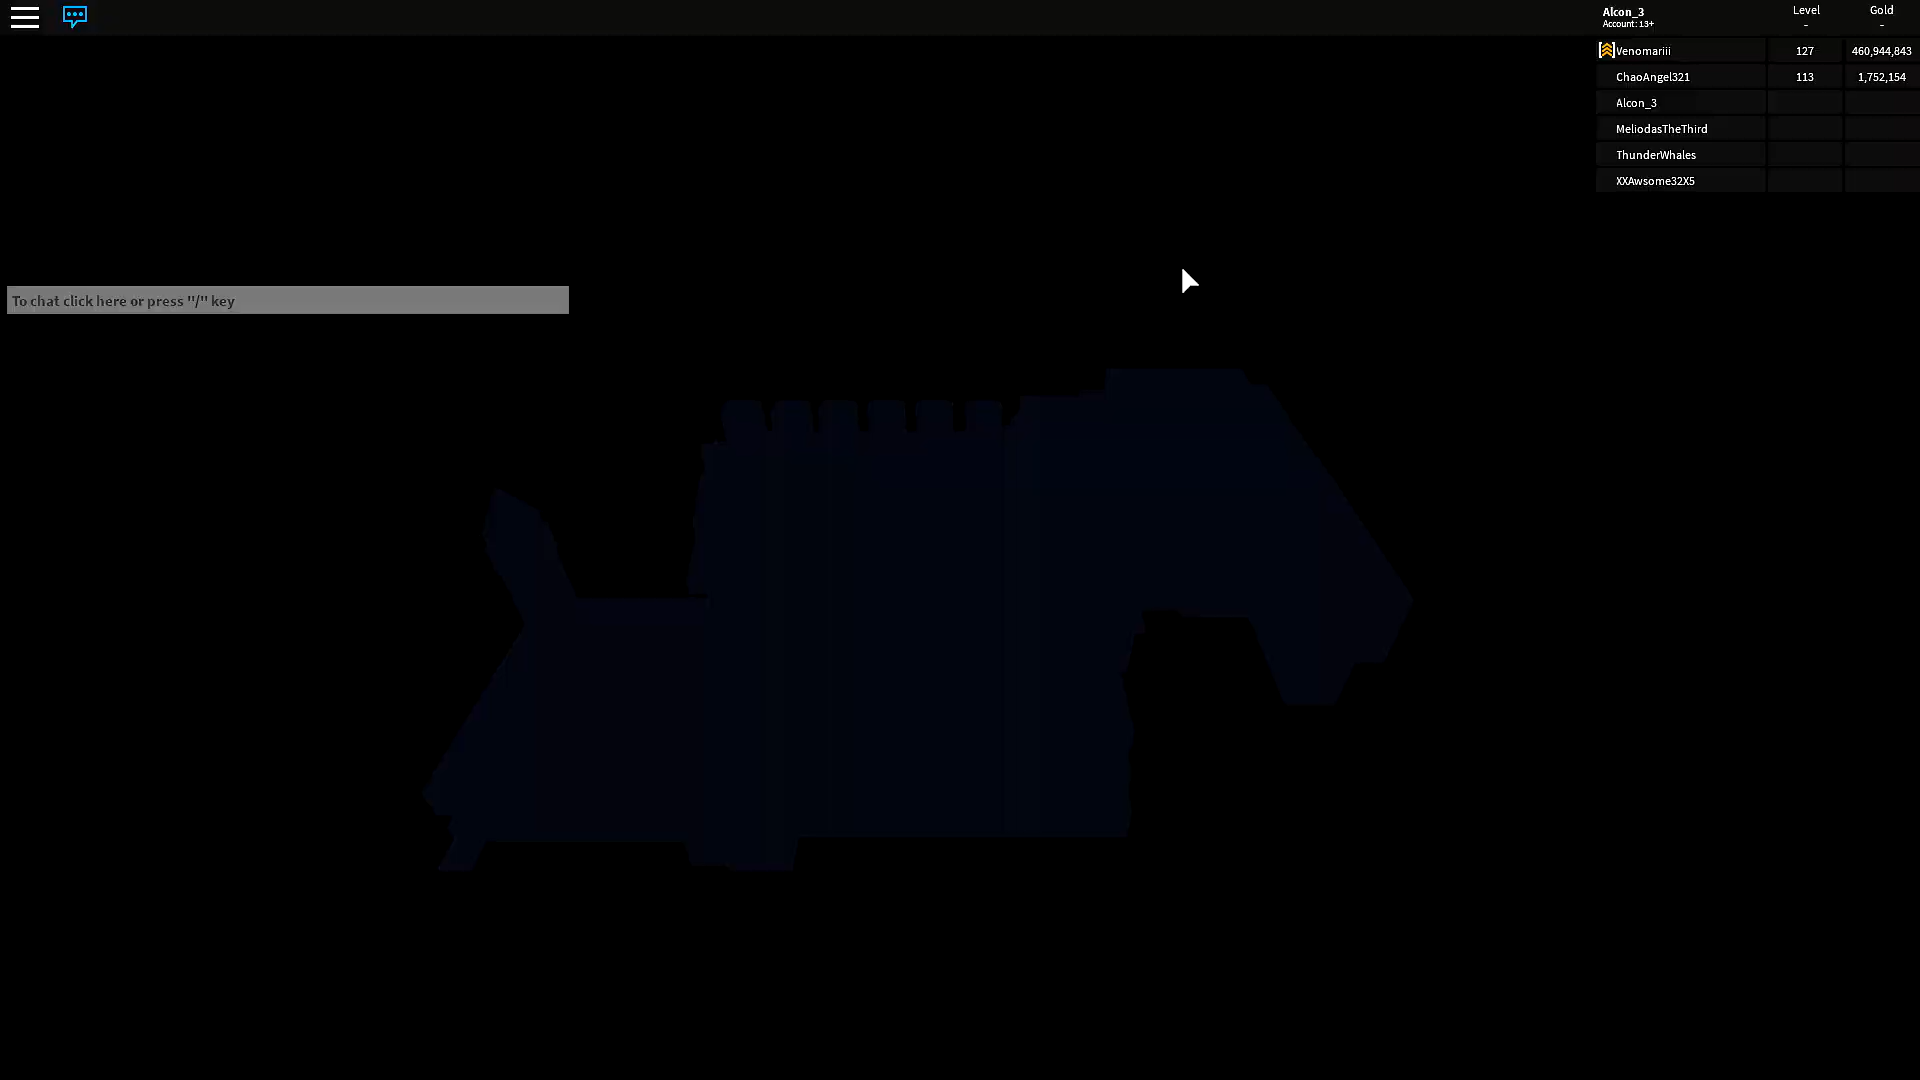 Alcon_3 Level Gold
Account: 13+ - -
Venomariii 127 460,944,843
ChaoAngel321 113 1,752,154
Alcon_3
MeliodasTheThird
ThunderWhales
XXAwsome32X5
To chat click here or press "/" key